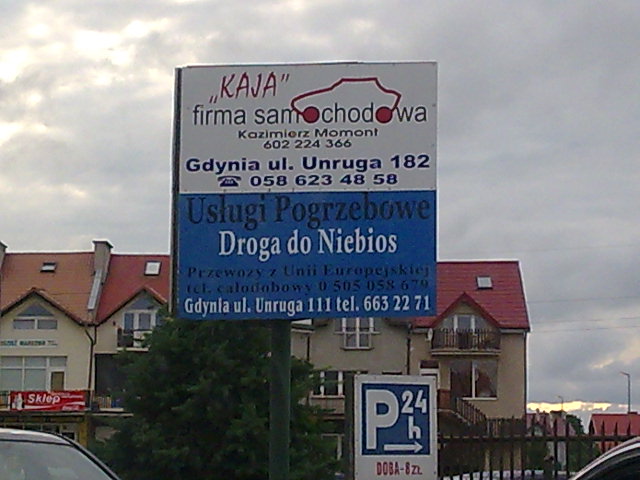 „KAJA”
firma samochodowa
Kazimierz Momont
602 224 366
Gdynia ul. Unruga 182
☎ 058 623 48 58
Usługi Pogrzebowe
Droga do Niebios
Przewozy z Unii Europejskiej
tel. całodobowy 0 505 058 679
Gdynia ul. Unruga 111 tel. 663 22 71
P 24 h
DOBA-8 ZŁ
Sklep